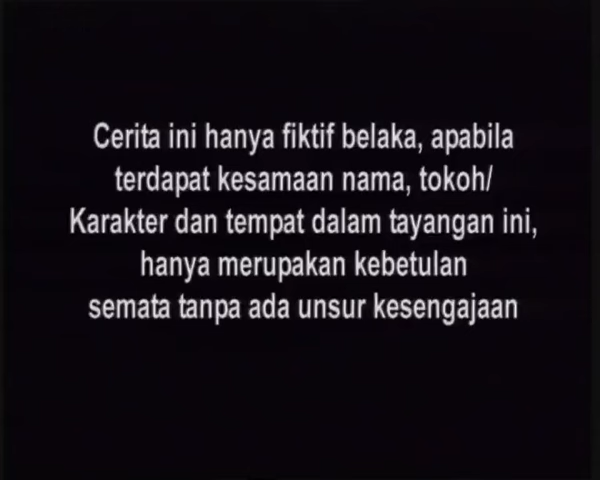 Cerita ini hanya fiktif belaka, apabila
terdapat kesamaan nama, tokoh/
Karakter dan tempat dalam tayangan ini,
hanya merupakan kebetulan
semata tanpa ada unsur kesengajaan